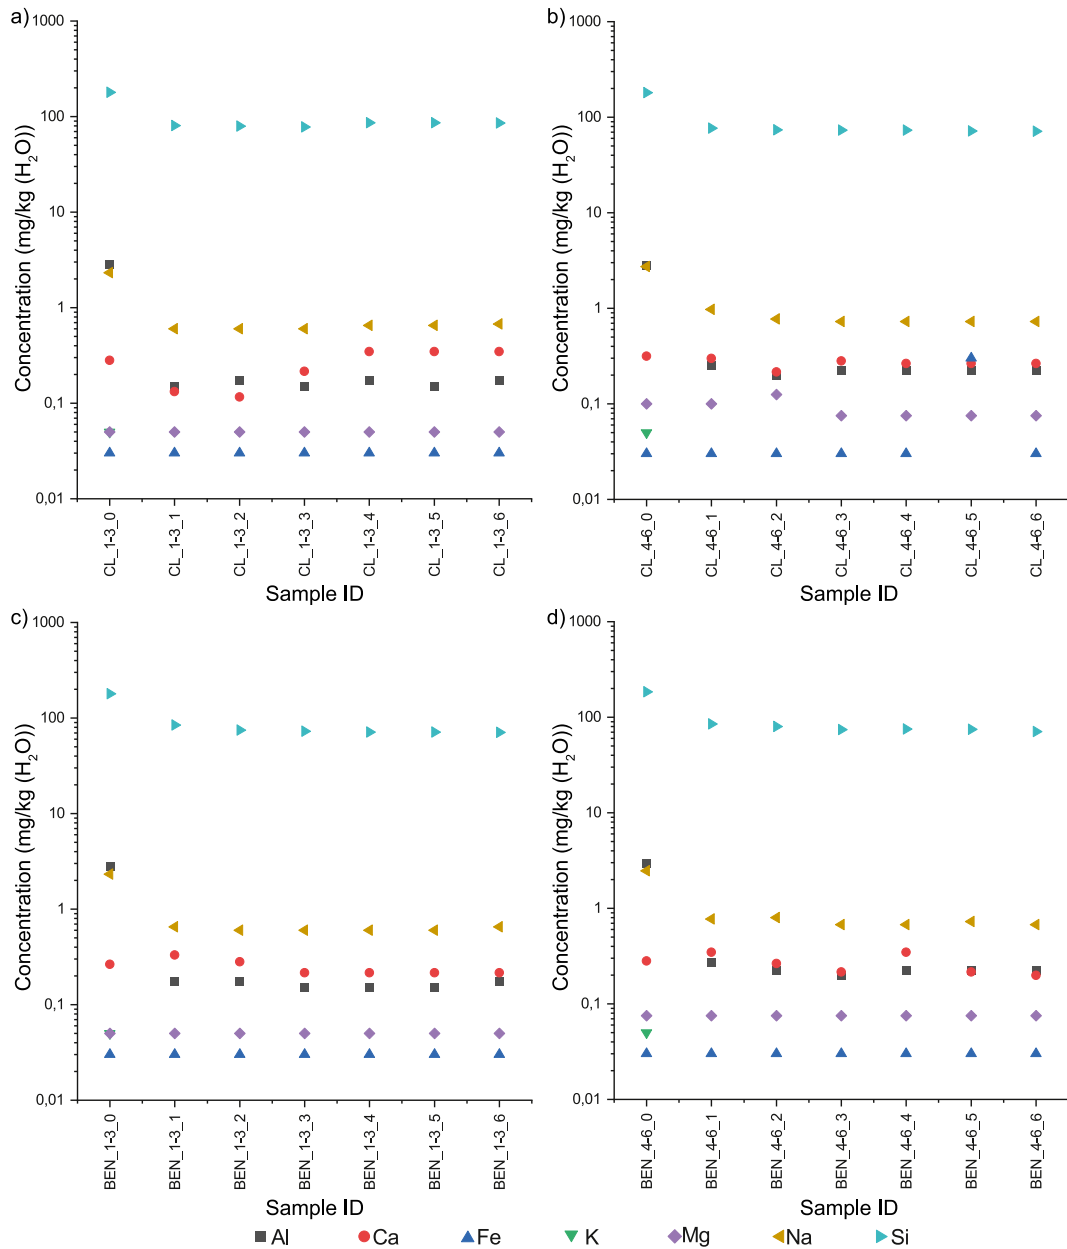 a)
1000
100
10
1
0,1
0,01
Concentration (mg/kg (H₂O))
CL_1-3_0
CL_1-3_1
CL_1-3_2
CL_1-3_3
CL_1-3_4
CL_1-3_5
CL_1-3_6
Sample ID
b)
1000
100
10
1
0,1
0,01
Concentration (mg/kg (H₂O))
CL_4-6_0
CL_4-6_1
CL_4-6_2
CL_4-6_3
CL_4-6_4
CL_4-6_5
CL_4-6_6
Sample ID
c)
1000
100
10
1
0,1
0,01
Concentration (mg/kg (H₂O))
BEN_1-3_0
BEN_1-3_1
BEN_1-3_2
BEN_1-3_3
BEN_1-3_4
BEN_1-3_5
BEN_1-3_6
Sample ID
d)
1000
100
10
1
0,1
0,01
Concentration (mg/kg (H₂O))
BEN_4-6_0
BEN_4-6_1
BEN_4-6_2
BEN_4-6_3
BEN_4-6_4
BEN_4-6_5
BEN_4-6_6
Sample ID
Al Ca Fe K Mg Na Si